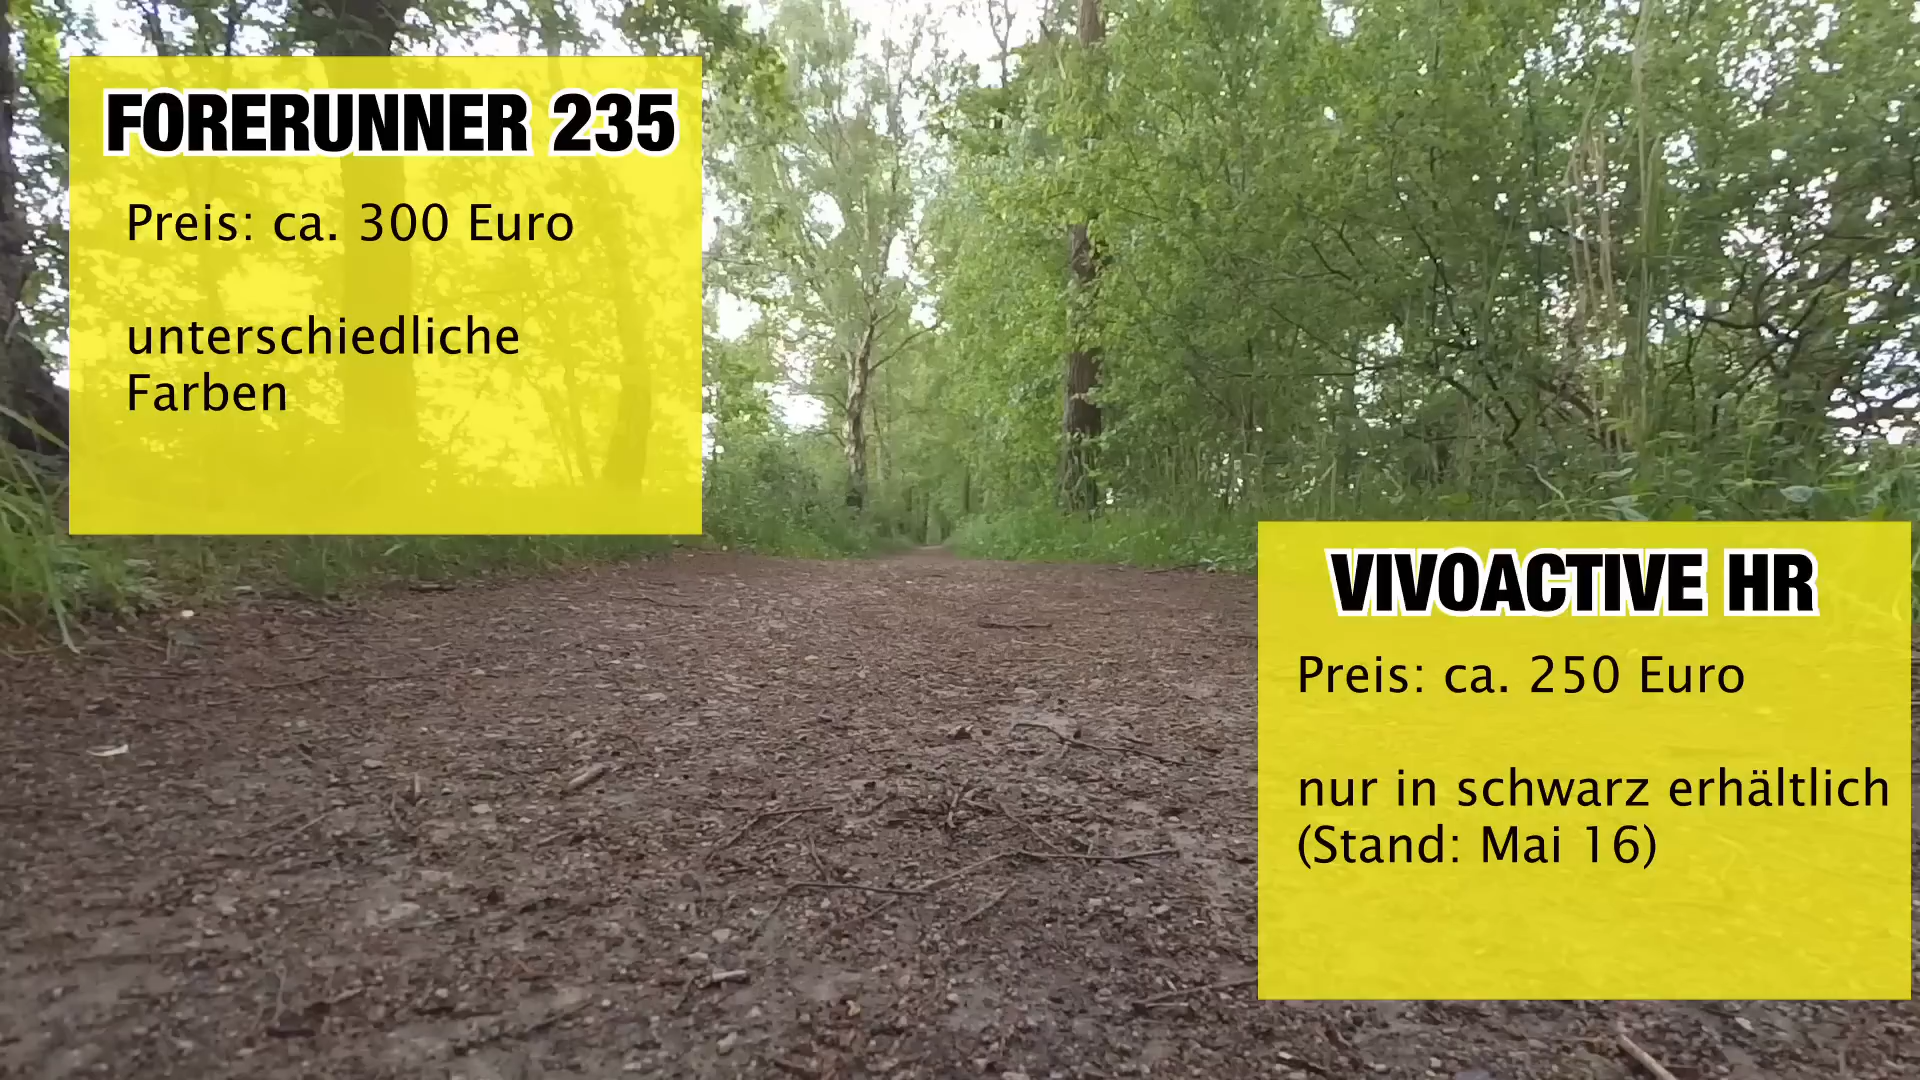 FORERUNNER 235
Preis: ca. 300 Euro
unterschiedliche
Farben
VIVOACTIVE HR
Preis: ca. 250 Euro
nur in schwarz erhältlich
(Stand: Mai 16)